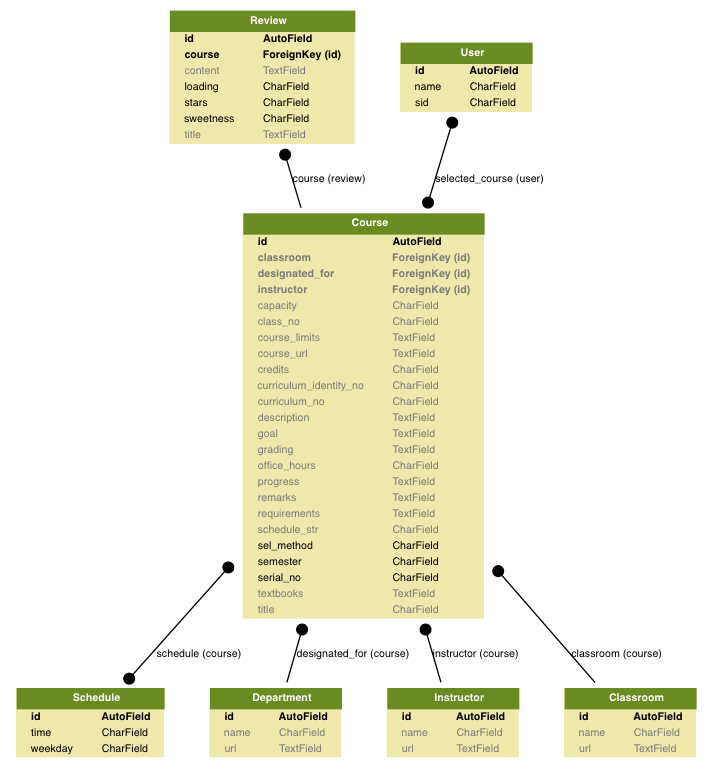 Review
id AutoField
course ForeignKey (id)
content TextField
loading CharField
stars CharField
sweetness CharField
title TextField
User
id AutoField
name CharField
sid CharField
course (review)
selected_course (user)
Course
id AutoField
classroom ForeignKey (id)
designated_for ForeignKey (id)
instructor ForeignKey (id)
capacity CharField
class_no CharField
course_limits TextField
course_url TextField
credits CharField
curriculum_identity_no CharField
curriculum_no CharField
description TextField
goal TextField
grading TextField
office_hours CharField
progress TextField
remarks TextField
requirements TextField
schedule_str CharField
sel_method CharField
semester CharField
serial_no CharField
textbooks TextField
title CharField
schedule (course)
designated_for (course)
instructor (course)
classroom (course)
Schedule
id AutoField
time CharField
weekday CharField
Department
id AutoField
name CharField
url TextField
Instructor
id AutoField
name CharField
url TextField
Classroom
id AutoField
name CharField
url TextField